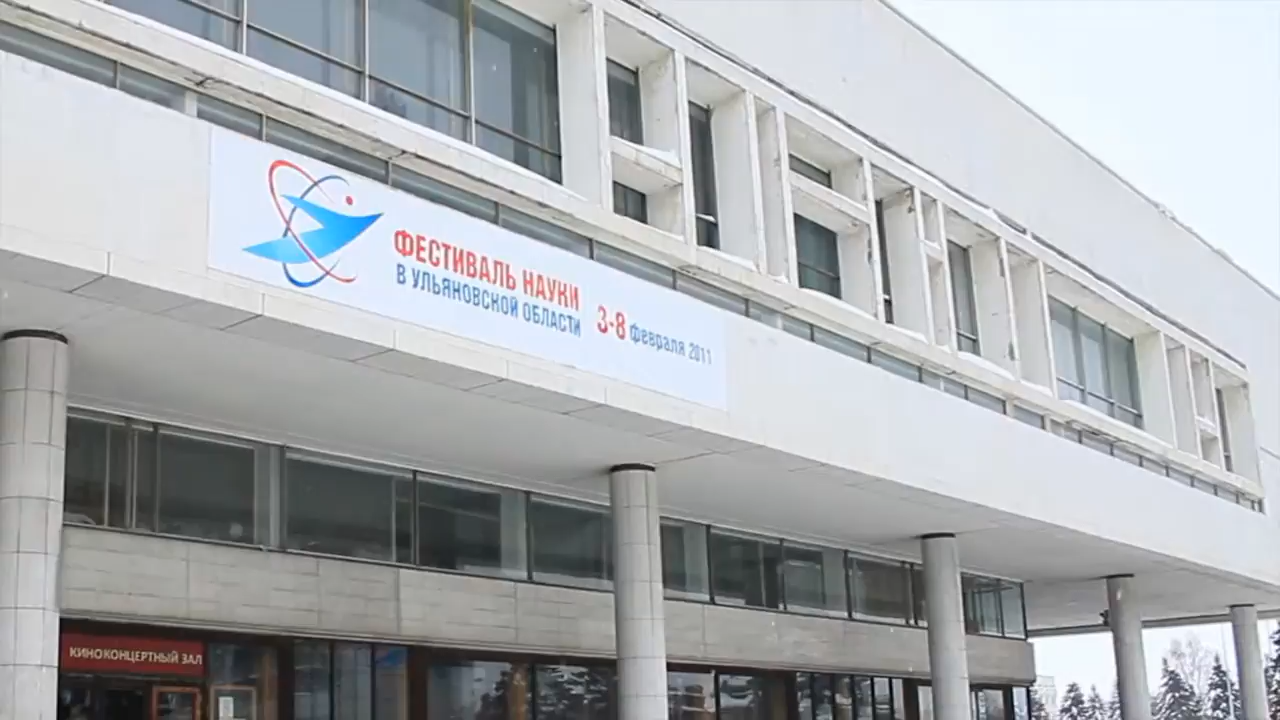 ФЕСТИВАЛЬ НАУКИ
В УЛЬЯНОВСКОЙ ОБЛАСТИ
3-8 февраля 2011
КИНОКОНЦЕРТНЫЙ ЗАЛ